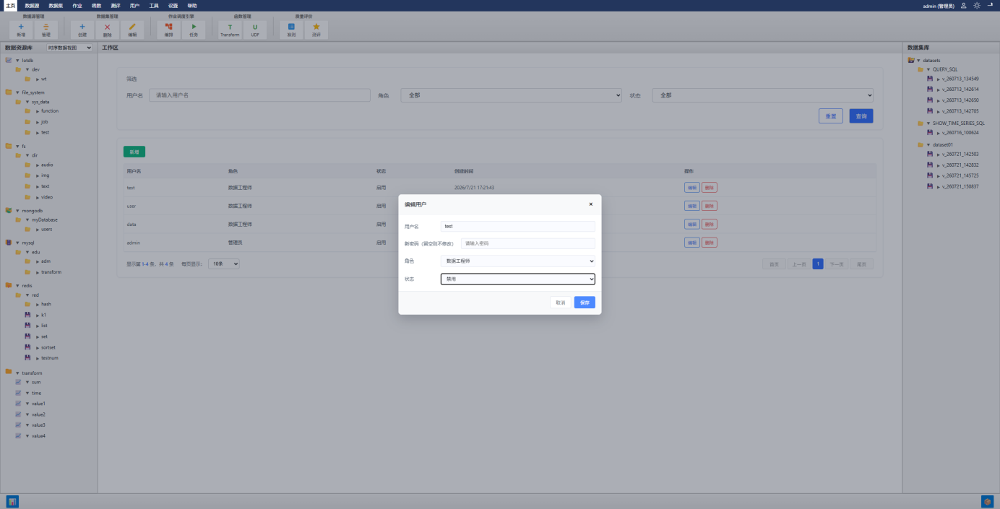 主页 数据源 数据集 作业 函数 测评 用户 工具 设置 帮助 admin (管理员)
数据源管理 数据集管理 作业调度引擎 函数管理 质量评价
新增 管理 创建 删除 编辑 编排 任务 Transform UDF 准则 测评
数据资源库 时序数据视图 工作区 数据集库
iotdb
dev
wt
file_system
sys_data
function
job
test
fs
dir
audio
img
text
video
mongodb
myDatabase
users
mysql
edu
adm
transform
redis
red
hash
k1
list
set
sortset
testnum
transform
sum
time
value1
value2
value3
value4
筛选
用户名 请输入用户名 角色 全部 状态 全部
重置 查询
新增
用户名 角色 状态 创建时间 操作
test 数据工程师 启用 2026/7/21 17:21:43 编辑 删除
user 数据工程师 启用 编辑 删除
data 数据工程师 启用 编辑 删除
admin 管理员 启用 编辑 删除
显示第 1-4 条，共 4 条 每页显示: 10条 首页 上一页 1 下一页 尾页
编辑用户 ×
用户名 test
新密码（留空则不修改） 请输入密码
角色 数据工程师
状态 禁用
取消 保存
datasets
QUERY_SQL
v_260713_134549
v_260713_142614
v_260713_142650
v_260713_142705
SHOW_TIME_SERIES_SQL
v_260716_100624
dataset01
v_260721_142503
v_260721_142832
v_260721_145725
v_260721_150837